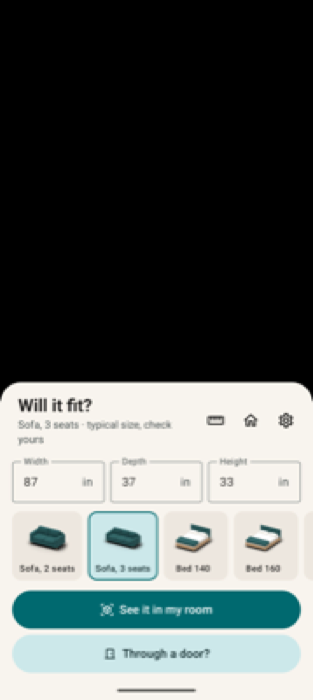 Will it fit?
Sofa, 3 seats · typical size, check
yours
Width
Depth
Height
87 in
37 in
33 in
Sofa, 2 seats
Sofa, 3 seats
Bed 140
Bed 160
See it in my room
Through a door?